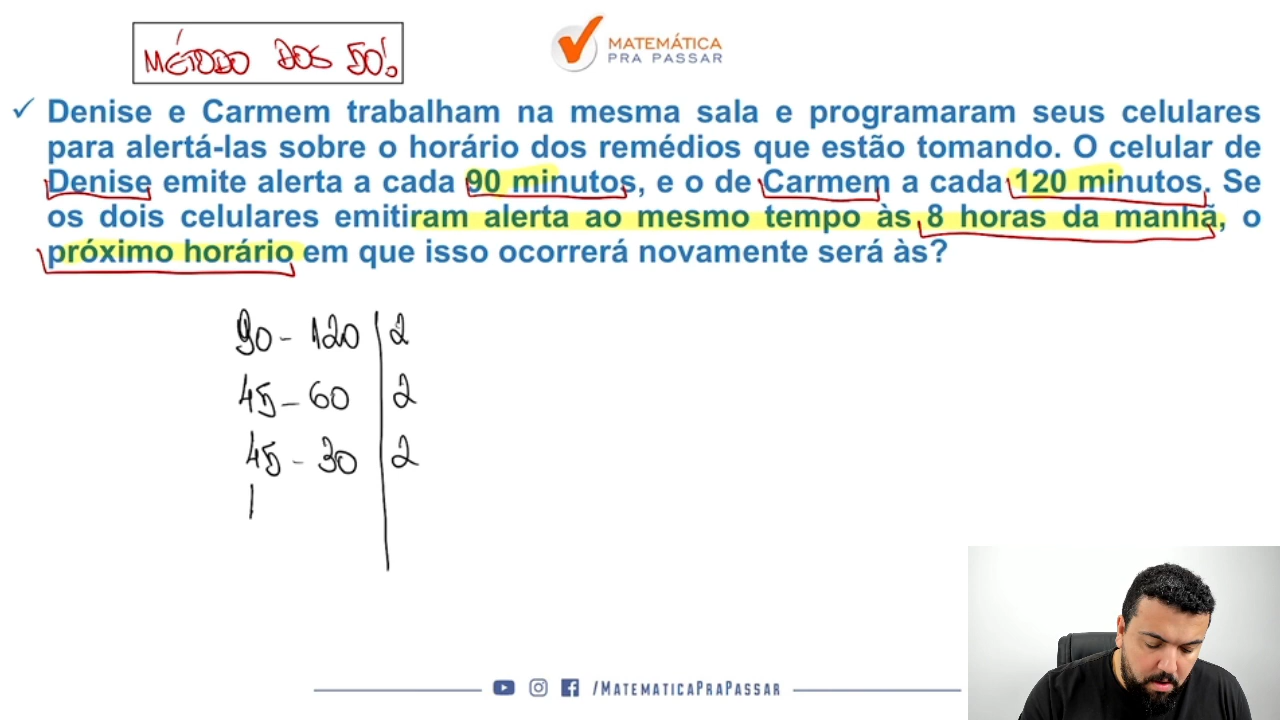 MÉTODO DOS 50!
MATEMÁTICA
PRA PASSAR
✓ Denise e Carmem trabalham na mesma sala e programaram seus celulares
para alertá-las sobre o horário dos remédios que estão tomando. O celular de
Denise emite alerta a cada 90 minutos, e o de Carmem a cada 120 minutos. Se
os dois celulares emitiram alerta ao mesmo tempo às 8 horas da manhã, o
próximo horário em que isso ocorrerá novamente será às?
90 - 120 | 2
45 - 60 | 2
45 - 30 | 2
/MATEMATICAPRAPASSAR